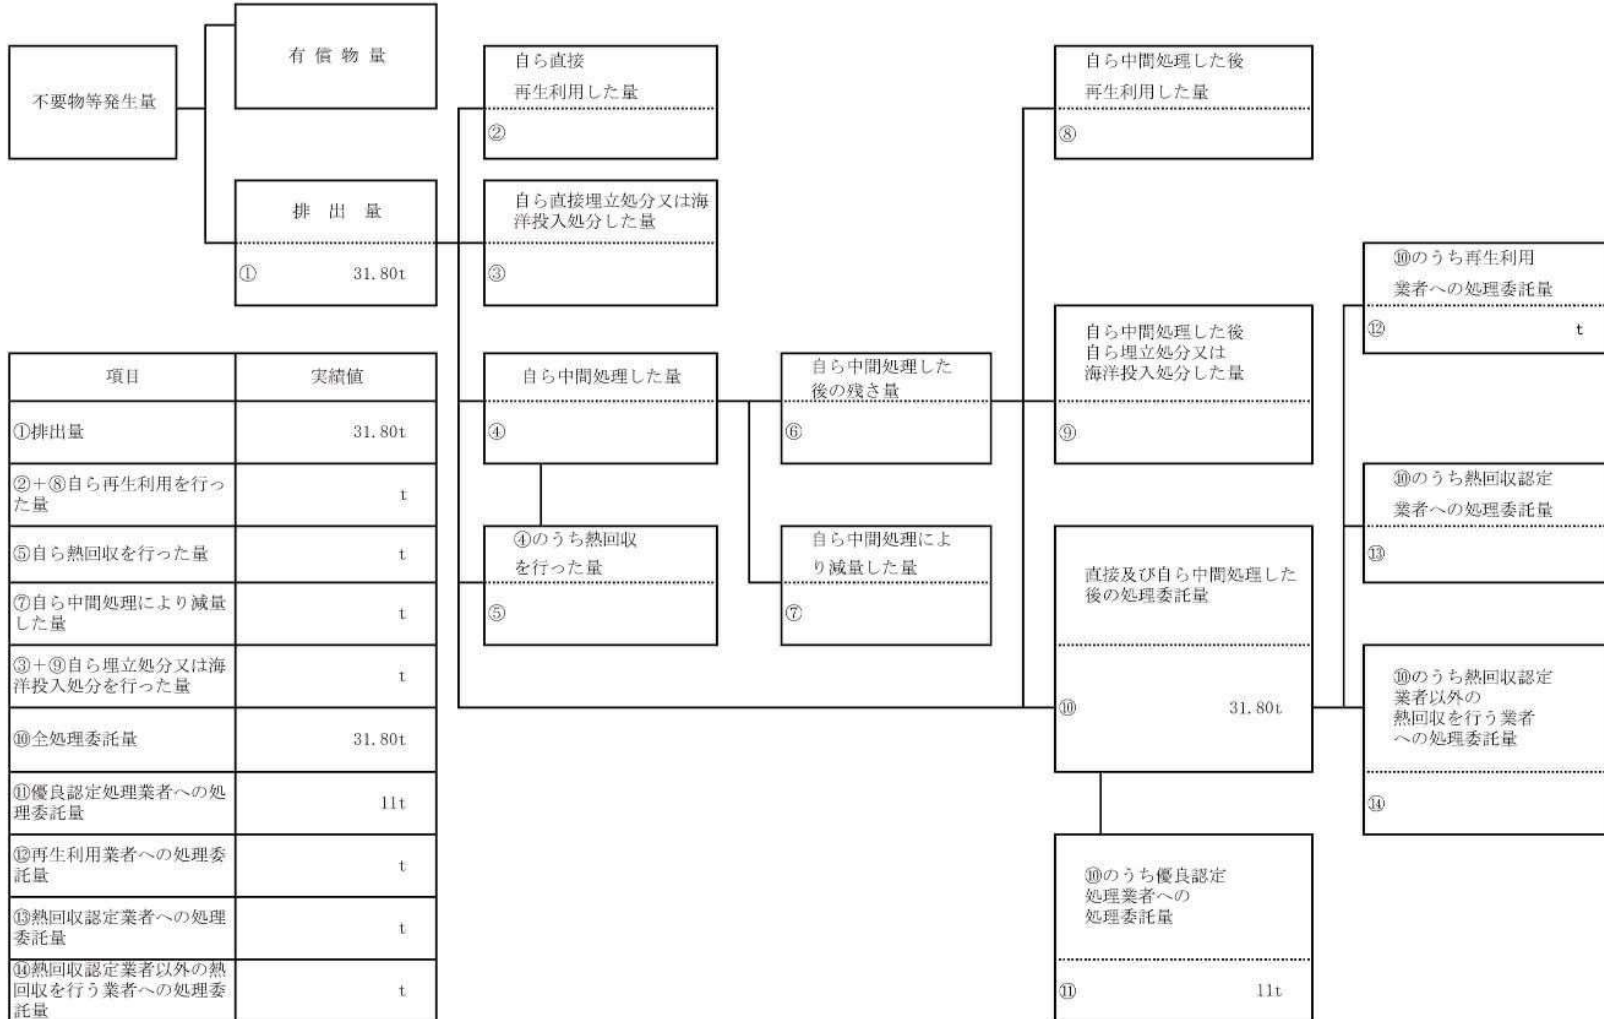 有償物量
不要物等発生量
排出量
① 31.80t
自ら直接
再生利用した量
②
自ら直接埋立処分又は海
洋投入処分した量
③
自ら中間処理した後
再生利用した量
⑧
⑩のうち再生利用
業者への処理委託量
⑫ t
自ら中間処理した後
自ら埋立処分又は
海洋投入処分した量
⑨
自ら中間処理した量
④
自ら中間処理した
後の残さ量
⑥
④のうち熱回収
を行った量
⑤
自ら中間処理によ
り減量した量
⑦
⑩のうち熱回収認定
業者への処理委託量
⑬
直接及び自ら中間処理した
後の処理委託量
⑩ 31.80t
⑩のうち熱回収認定
業者以外の
熱回収を行う業者
への処理委託量
⑭
⑩のうち優良認定
処理業者への
処理委託量
⑪ 11t
項目 実績値
①排出量 31.80t
②＋⑧自ら再生利用を行っ
た量 t
⑤自ら熱回収を行った量 t
⑦自ら中間処理により減量
した量 t
③＋⑨自ら埋立処分又は海
洋投入処分を行った量 t
⑩全処理委託量 31.80t
⑪優良認定処理業者への処
理委託量 11t
⑫再生利用業者への処理委
託量 t
⑬熱回収認定業者への処理
委託量 t
⑭熱回収認定業者以外の熱
回収を行う業者への処理委 t
託量